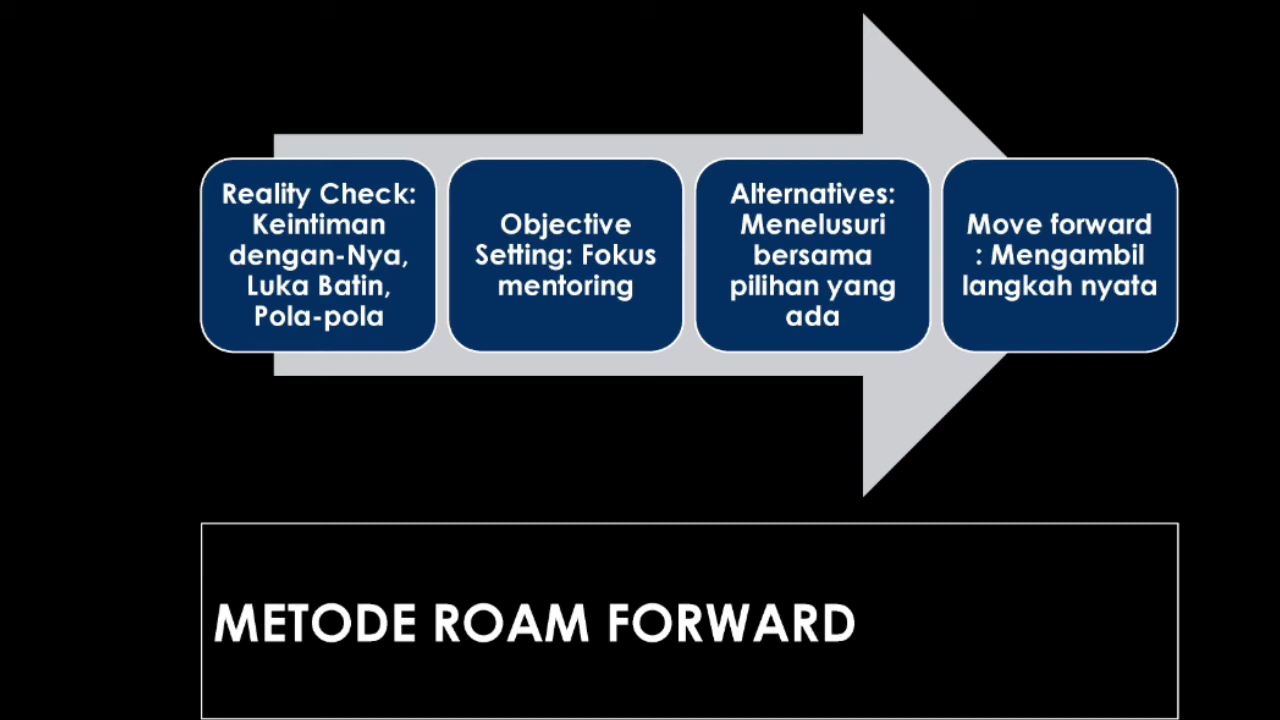 Reality Check:
Keintiman
dengan-Nya,
Luka Batin,
Pola-pola
Objective
Setting: Fokus
mentoring
Alternatives:
Menelusuri
bersama
pilihan yang
ada
Move forward
: Mengambil
langkah nyata
METODE ROAM FORWARD